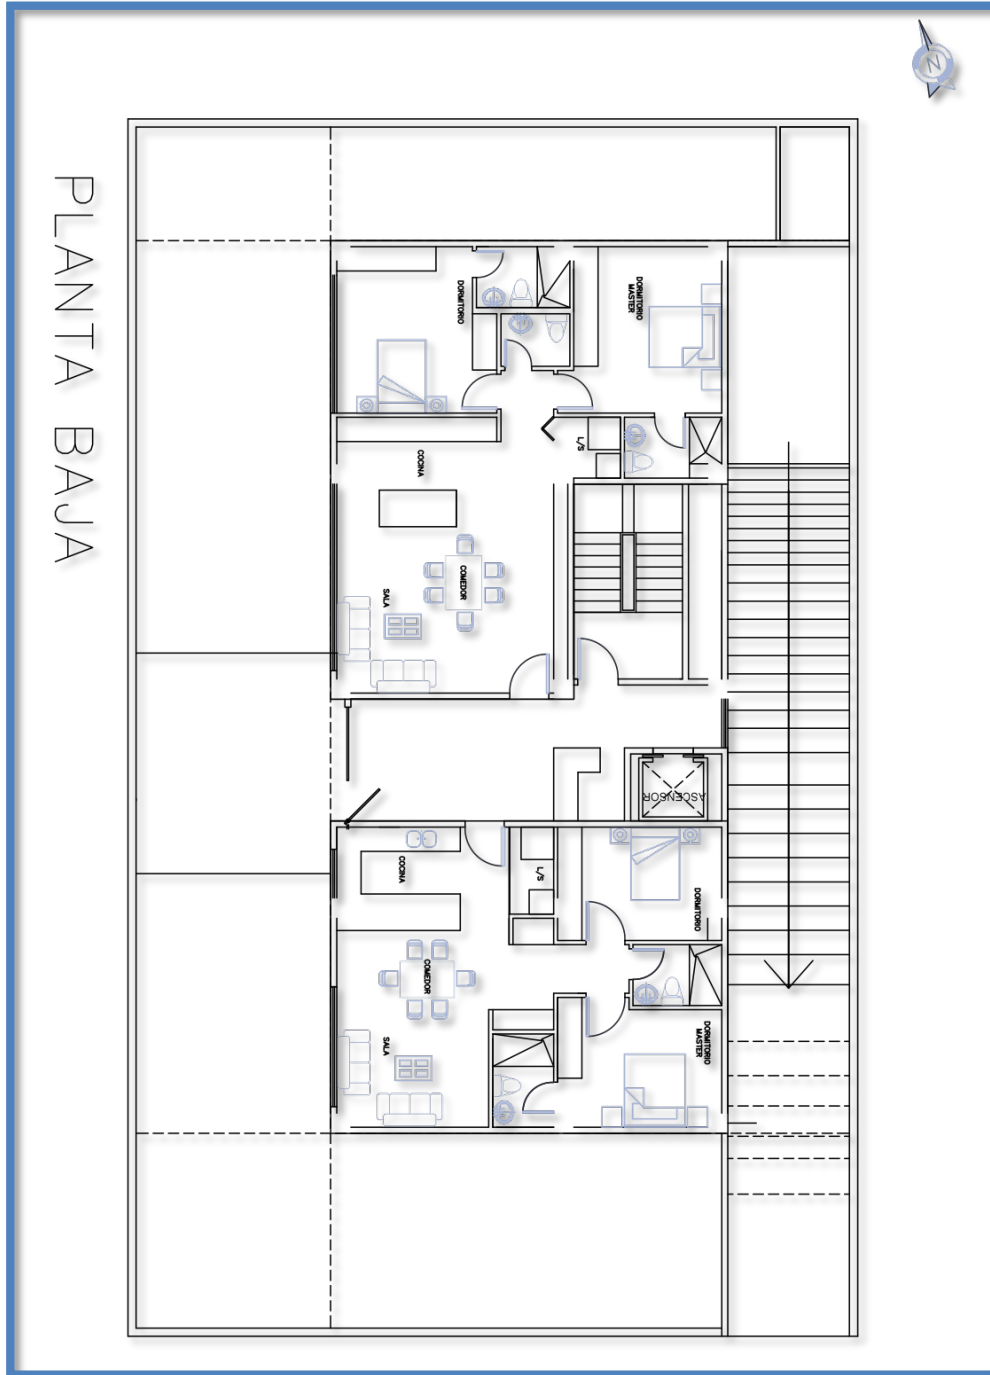 N
PLANTA BAJA
DORMITORIO
DORMITORIO
MASTER
L/S
COCINA
COMEDOR
SALA
ASCENSOR
COCINA
L/S
DORMITORIO
COMEDOR
SALA
DORMITORIO
MASTER